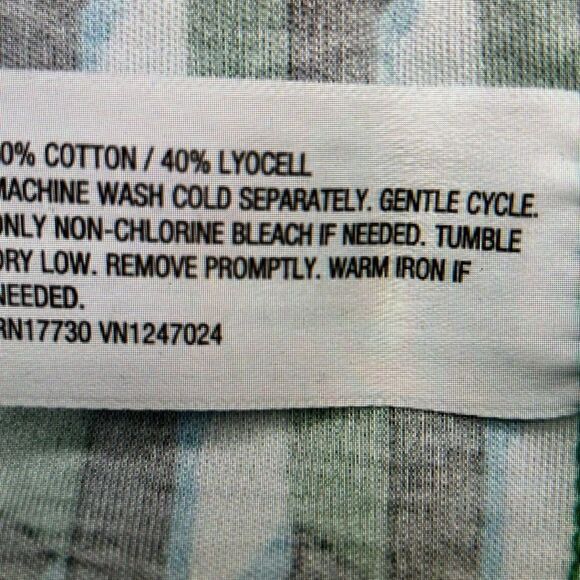 0% COTTON / 40% LYOCELL
MACHINE WASH COLD SEPARATELY. GENTLE CYCLE.
ONLY NON-CHLORINE BLEACH IF NEEDED. TUMBLE
DRY LOW. REMOVE PROMPTLY. WARM IRON IF
NEEDED.
RN17730 VN1247024